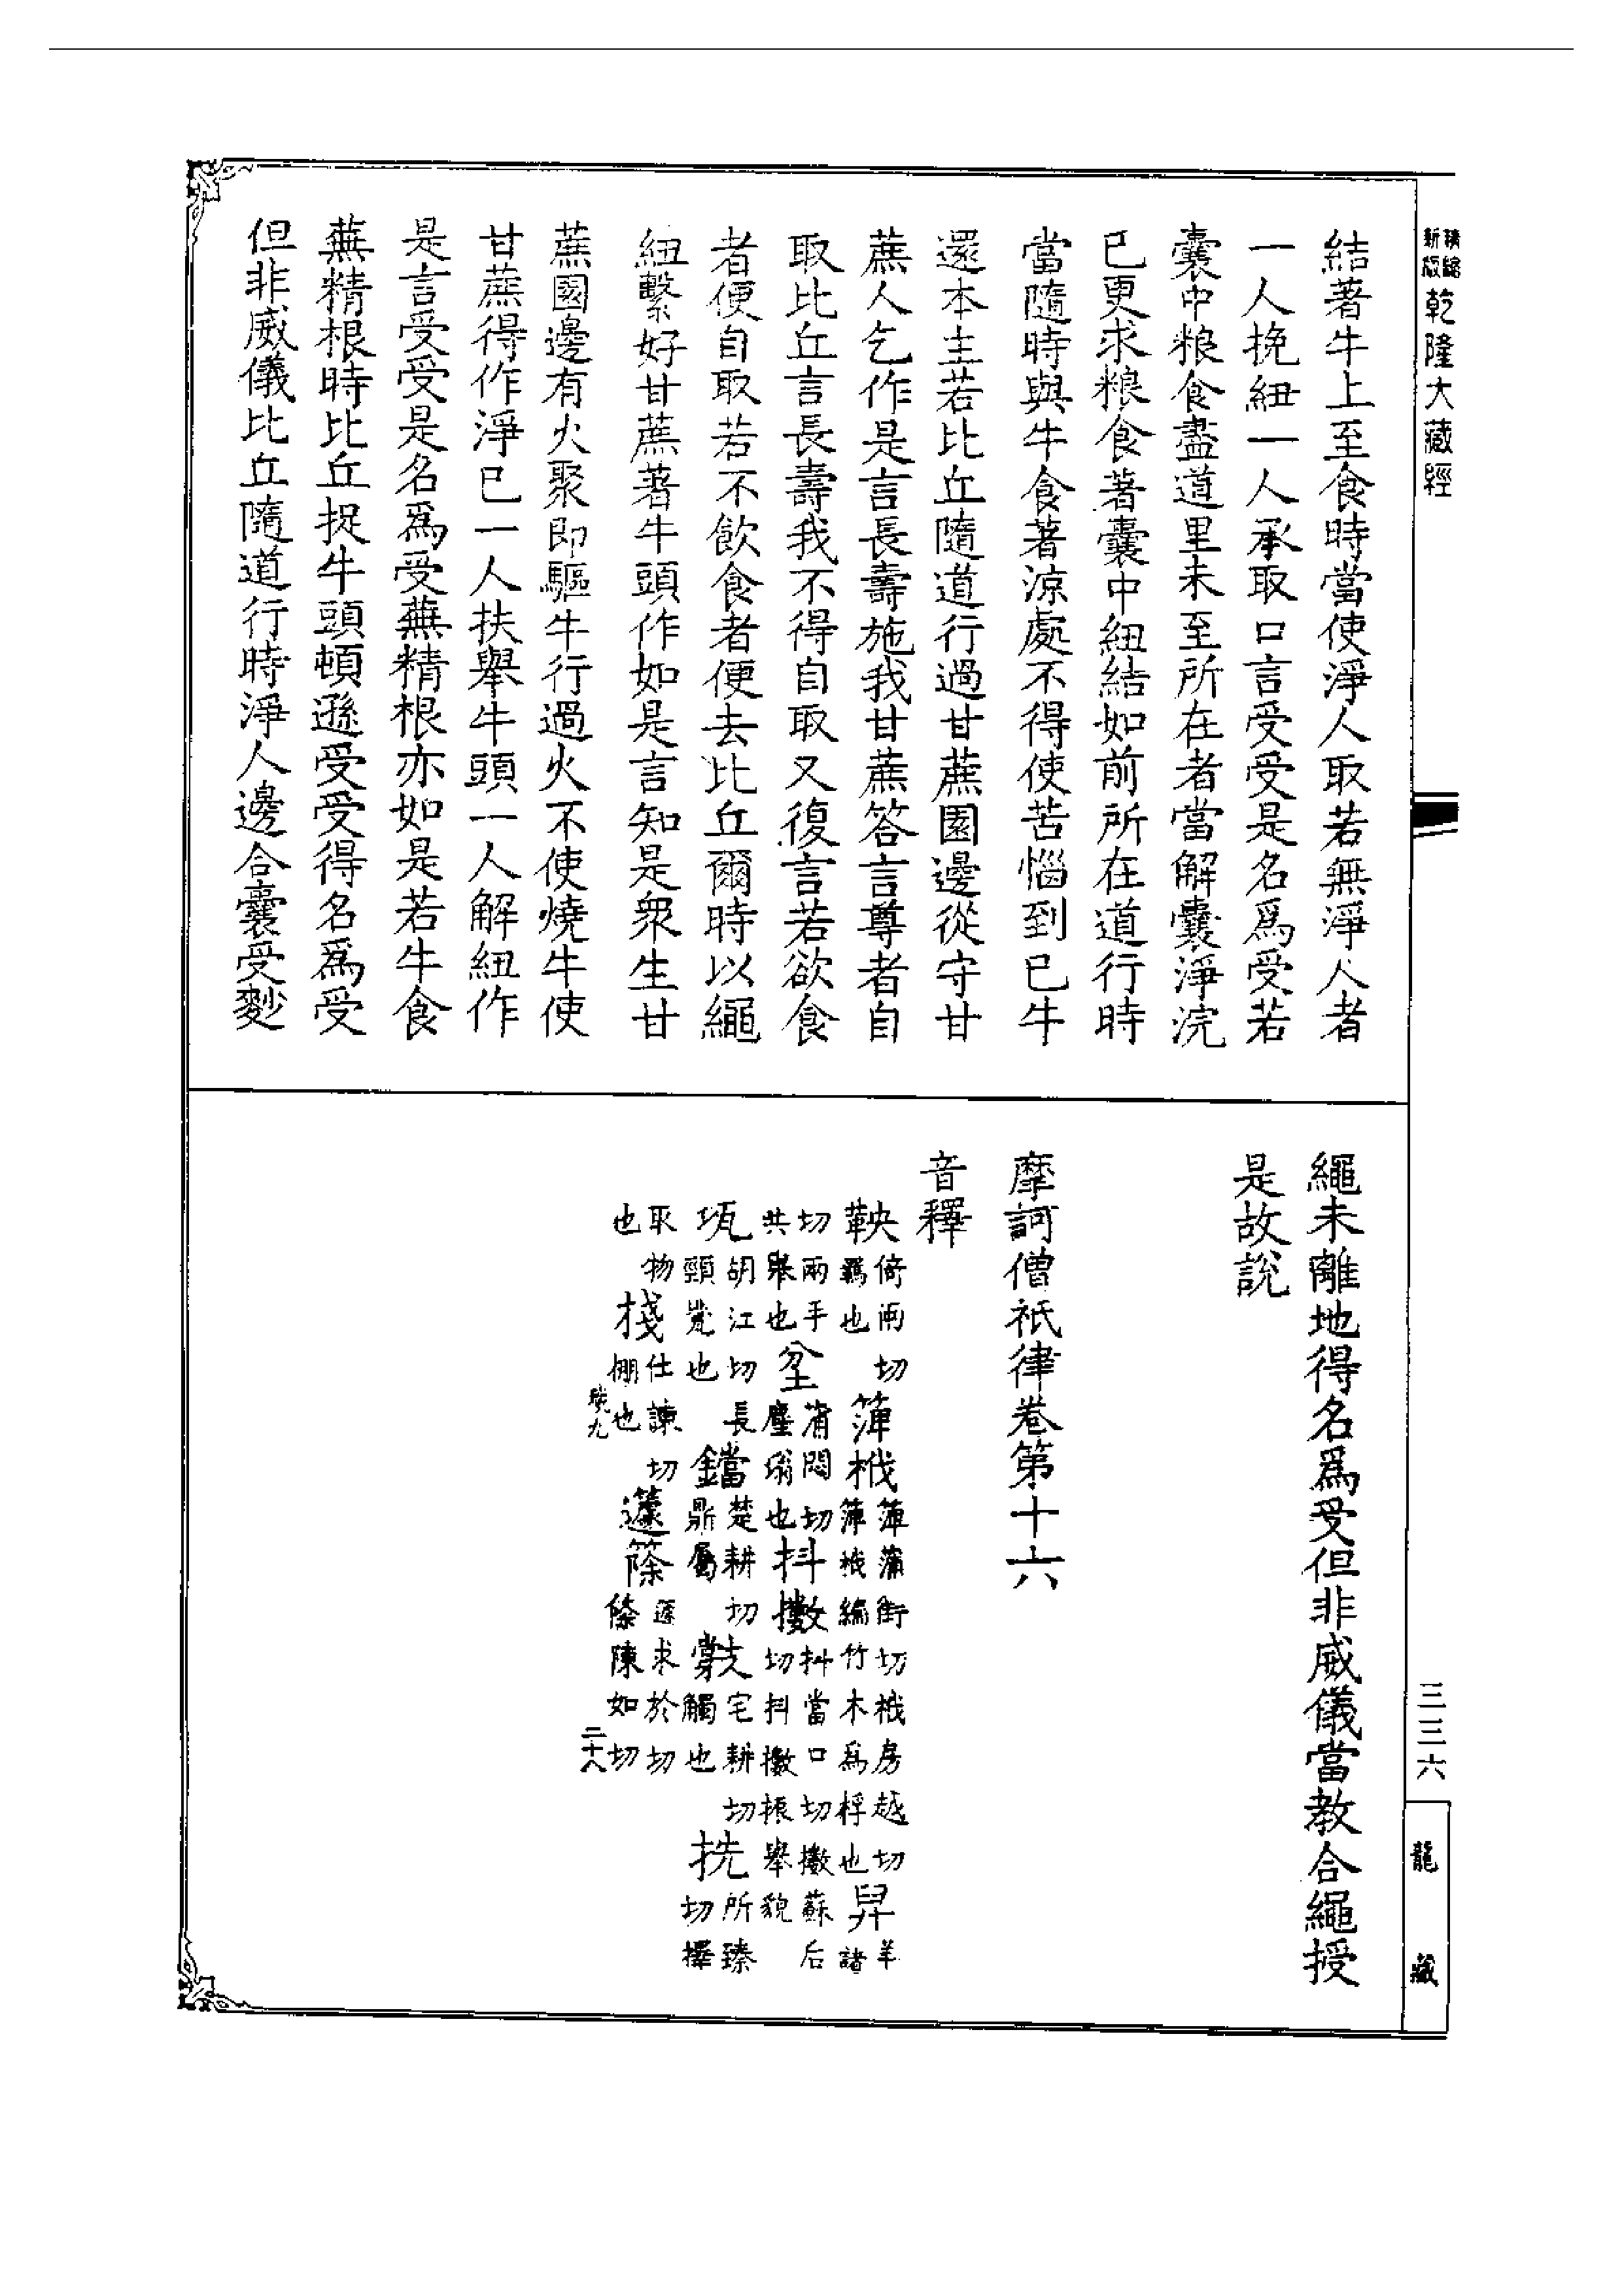 精縮新版乾隆大藏經
結著牛上至食時當使淨人取若無淨人者
一人挽紐一人承取口言受受是名爲受若
囊中粮食盡道里未至所在者當解囊淨浣
已更求粮食著囊中紐結如前所在道行時
當隨時與牛食著涼處不得使苦惱到已牛
還本主若比丘隨道行過甘蔗園邊從守甘
蔗人乞作是言長壽施我甘蔗答言尊者自
取比丘言長壽我不得自取又復言若欲食
者便自取若不飲食者便去比丘爾時以繩
紐繫好甘蔗著牛頭作如是言知是衆生甘
蔗園邊有火聚即驅牛行過火不使燒牛使
甘蔗得作淨已一人扶舉牛頭一人解紐作
是言受受是名爲受蕪精根亦如是若牛食
蕪精根時比丘捉牛頭頓遜受受得名爲受
但非威儀比丘隨道行時淨人邊合囊受麨
繩未離地得名爲受但非威儀當教合繩授
是故說
摩訶僧祇律卷第十六
音釋
鞅倚兩切羈也 箄栰箄蒲街切栰房越切箄栰編竹木爲桴也 舁羊諸
切兩手共舉也 坌蒲悶切塵塕也 抖擻抖當口切擻蘇后切抖擻振舉貌
瓨胡江切長頸甖也 鐺楚耕切鼎屬 㲂宅耕切觸也 挄所臻切擇
取物也 棧仕諫切棚也 籧篨籧求於切篨陳如切
二十八
三三六
龍藏